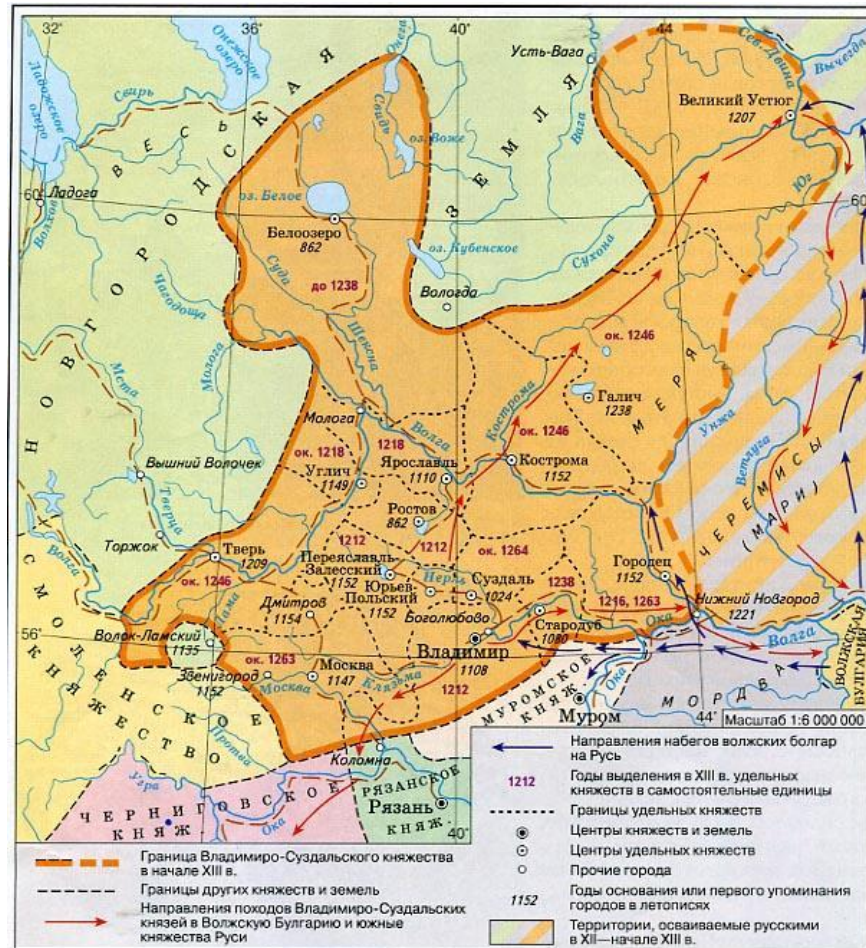 32°
36°
40°
44°
Ладожское
озеро
Онежское
озеро
Онега
Свирь
Свидь
оз. Воже
Усть-Вага
Вага
Сев. Двина
Вычегда
Великий Устюг
1207
Юг
60°
60°
Ладога
Волхов
ВЕСЬ
НОВГОРОДСКАЯ
ЗЕМЛЯ
оз. Белое
Белоозеро
862
оз. Кубенское
Сухона
Вологда
Суда
до 1238
Чагодоща
Шексна
Молога
Мста
ок. 1246
Галич
1238
МЕРЯ
Кострома
ок. 1246
Унжа
Ветлуга
ЧЕРЕМИСЫ
(МАРИ)
Молога
Волга
ок. 1218
1218
Углич
1149
Ярославль
1110
Кострома
1152
Вышний Волочек
Тверца
Ростов
862
Торжок
Волга
Тверь
1209
1212
Переяславль-
Залесский
1152
1212
ок. 1264
Городец
1152
ок. 1246
Лама
Дмитров
1154
Юрьев-
Польский
1152
Нерль
Суздаль
1024
1238
1216, 1263
Нижний Новгород
1221
Боголюбово
Стародуб
1080
Ока
Волга
56°
Волок-Ламский
1135
Владимир
1108
ВОЛЖСКАЯ
БУЛГАРИЯ
ок. 1263
Москва
1147
Клязьма
1212
Звенигород
1152
Москва
МУРОМСКОЕ
КНЯЖ.
Ока
МОРДВА
Муром
44°
СМОЛЕНСКОЕ
КНЯЖЕСТВО
Протва
Коломна
Угра
ЧЕРНИГОВСКОЕ
КНЯЖ.
Ока
РЯЗАНСКОЕ
Рязань
КНЯЖ.
40°
Масштаб 1:6 000 000
Направления набегов волжских болгар
на Русь
1212
Годы выделения в XIII в. удельных
княжеств в самостоятельные единицы
Границы удельных княжеств
Центры княжеств и земель
Центры удельных княжеств
Прочие города
1152
Годы основания или первого упоминания
городов в летописях
Территории, осваиваемые русскими
в XII—начале XIII в.
Граница Владимиро-Суздальского княжества
в начале XIII в.
Границы других княжеств и земель
Направления походов Владимиро-Суздальских
князей в Волжскую Булгарию и южные
княжества Руси